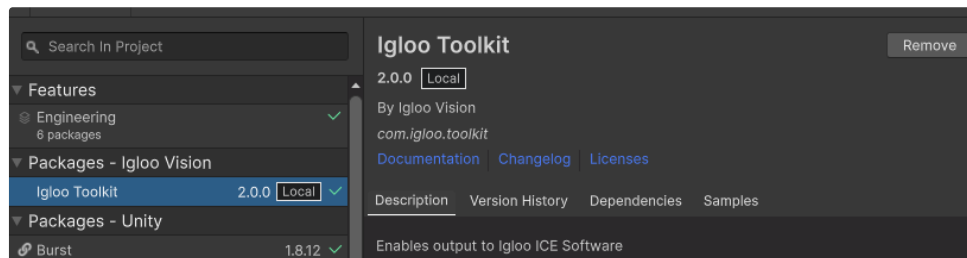 Search In Project
Features
Engineering
6 packages
Packages - Igloo Vision
Igloo Toolkit 2.0.0 Local
Packages - Unity
Burst 1.8.12
Igloo Toolkit
Remove
2.0.0 Local
By Igloo Vision
com.igloo.toolkit
Documentation Changelog Licenses
Description Version History Dependencies Samples
Enables output to Igloo ICE Software